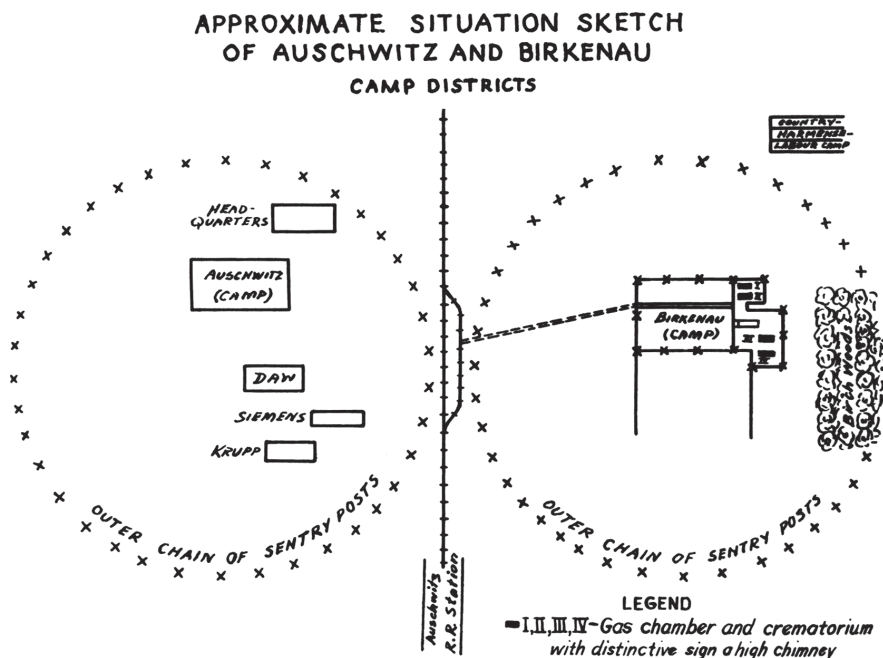 APPROXIMATE SITUATION SKETCH
OF AUSCHWITZ AND BIRKENAU
CAMP DISTRICTS
COUNTRY-
HARMENSE-
LABOUR CAMP
HEAD-
QUARTERS
AUSCHWITZ
(CAMP)
I
II
BIRKENAU
(CAMP)
Birch Woods
DAW
SIEMENS
KRUPP
OUTER CHAIN OF SENTRY POSTS
OUTER CHAIN OF SENTRY POSTS
Auschwitz
R.R. Station
LEGEND
I, II, III, IV-Gas chamber and crematorium
with distinctive sign a high chimney